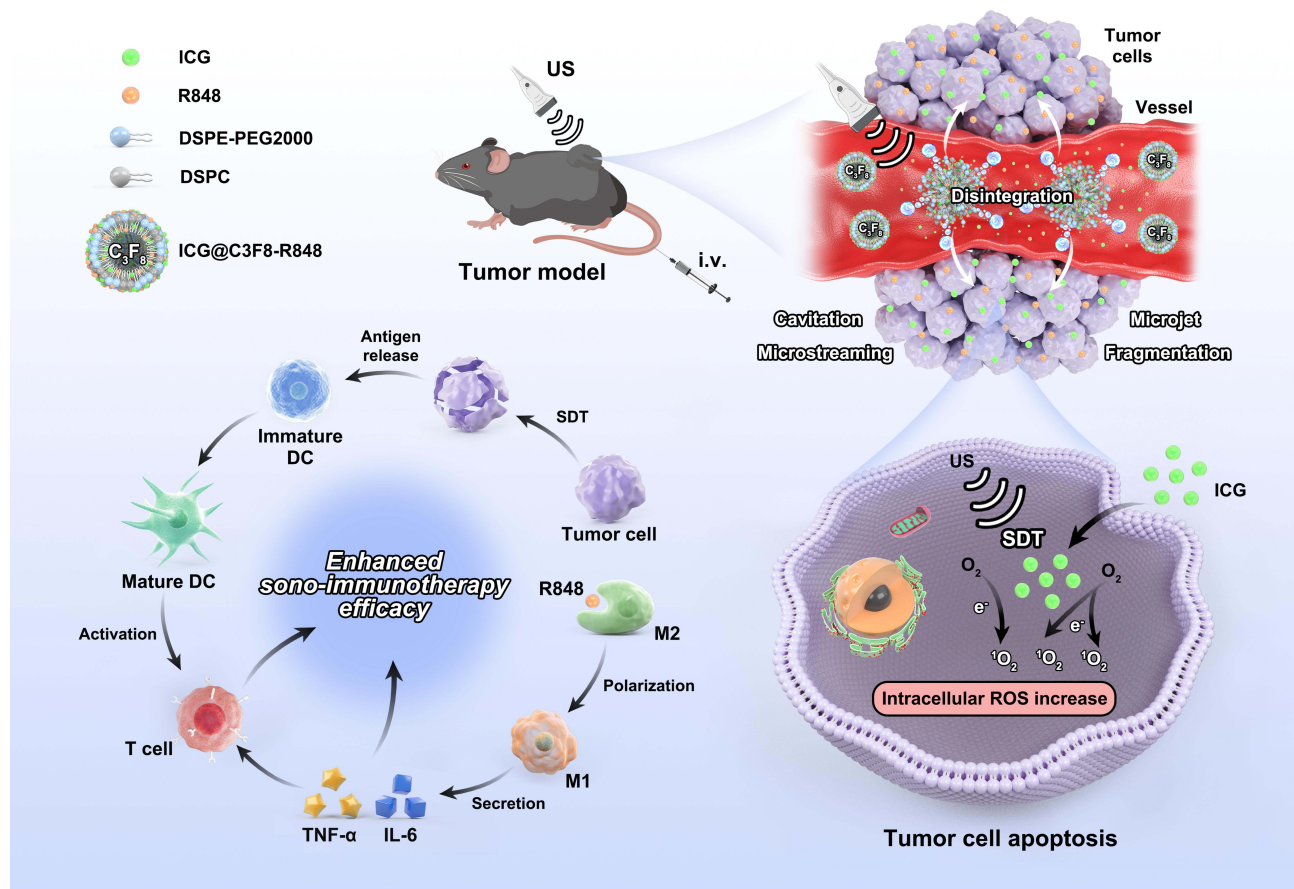 ICG
R848
DSPE-PEG2000
DSPC
C₃F₈
ICG@C3F8-R848
US
Tumor model
i.v.
Tumor
cells
Vessel
C₃F₈
C₃F₈
C₃F₈
C₃F₈
Disintegration
Cavitation
Microstreaming
Microjet
Fragmentation
Antigen
release
SDT
Immature
DC
Tumor cell
Mature DC
Enhanced
sono-immunotherapy
efficacy
R848
M2
Activation
Polarization
T cell
M1
Secretion
TNF-α
IL-6
US
ICG
SDT
O₂
O₂
e⁻
e⁻
¹O₂
¹O₂
¹O₂
Intracellular ROS increase
Tumor cell apoptosis